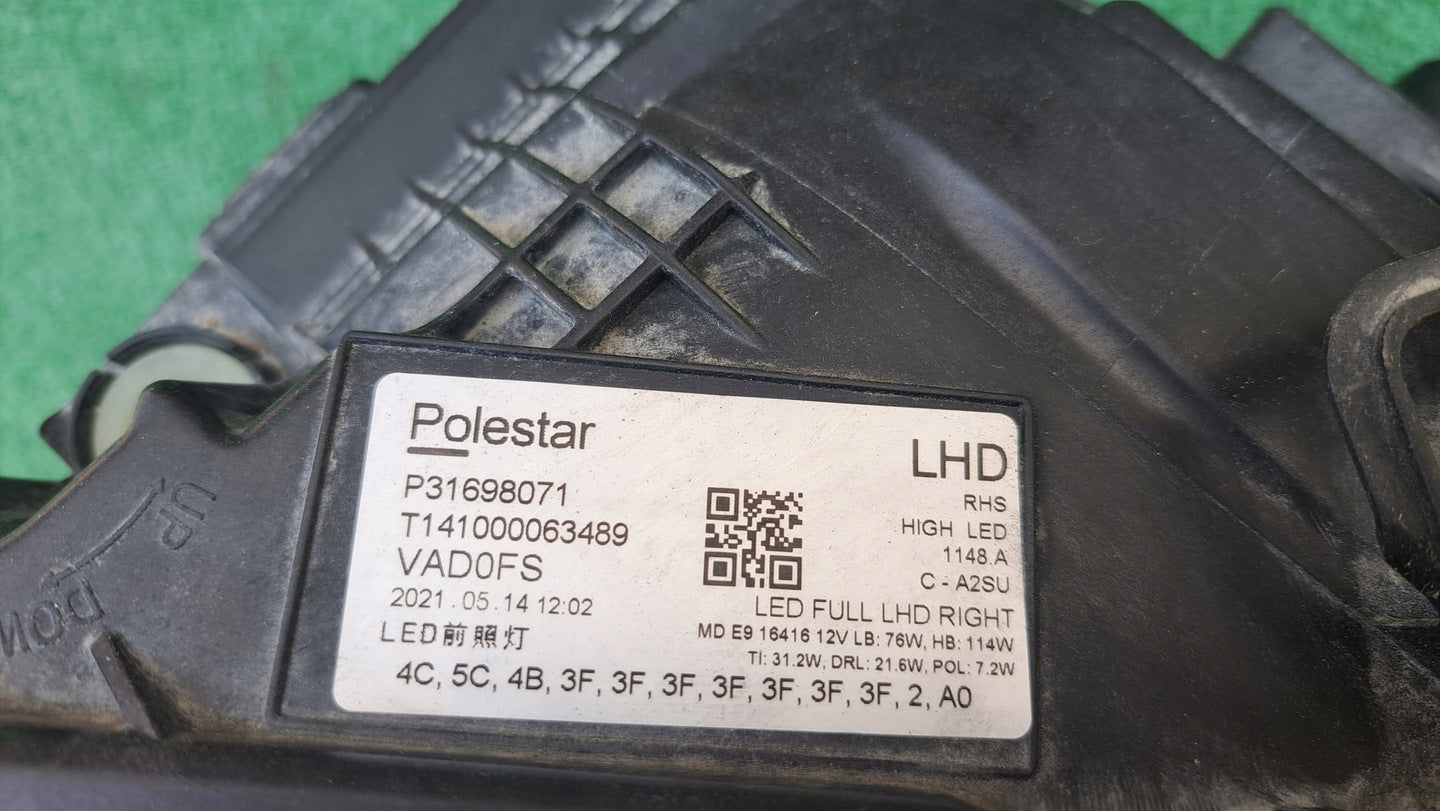 Polestar
P31698071
T141000063489
VAD0FS
2021.05.14 12:02
LED前照灯
LHD
RHS
HIGH LED
1148.A
C - A2SU
LED FULL LHD RIGHT
MD E9 16416 12V LB: 76W, HB: 114W
TI: 31.2W, DRL: 21.6W, POL: 7.2W
4C, 5C, 4B, 3F, 3F, 3F, 3F, 3F, 3F, 3F, 2, A0
UP
DOWN